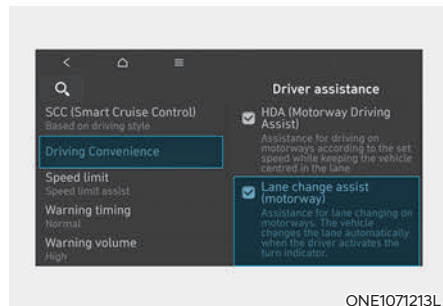 Driver assistance
SCC (Smart Cruise Control)
Based on driving style
Driving Convenience
Speed limit
Speed limit assist
Warning timing
Normal
Warning volume
High
HDA (Motorway Driving
Assist)
Assistance for driving on
motorways according to the set
speed while keeping the vehicle
centred in the lane
Lane change assist
(motorway)
Assistance for lane changing on
motorways. The vehicle
changes the lane automatically
when the driver activates the
turn indicator.
ONE1071213L